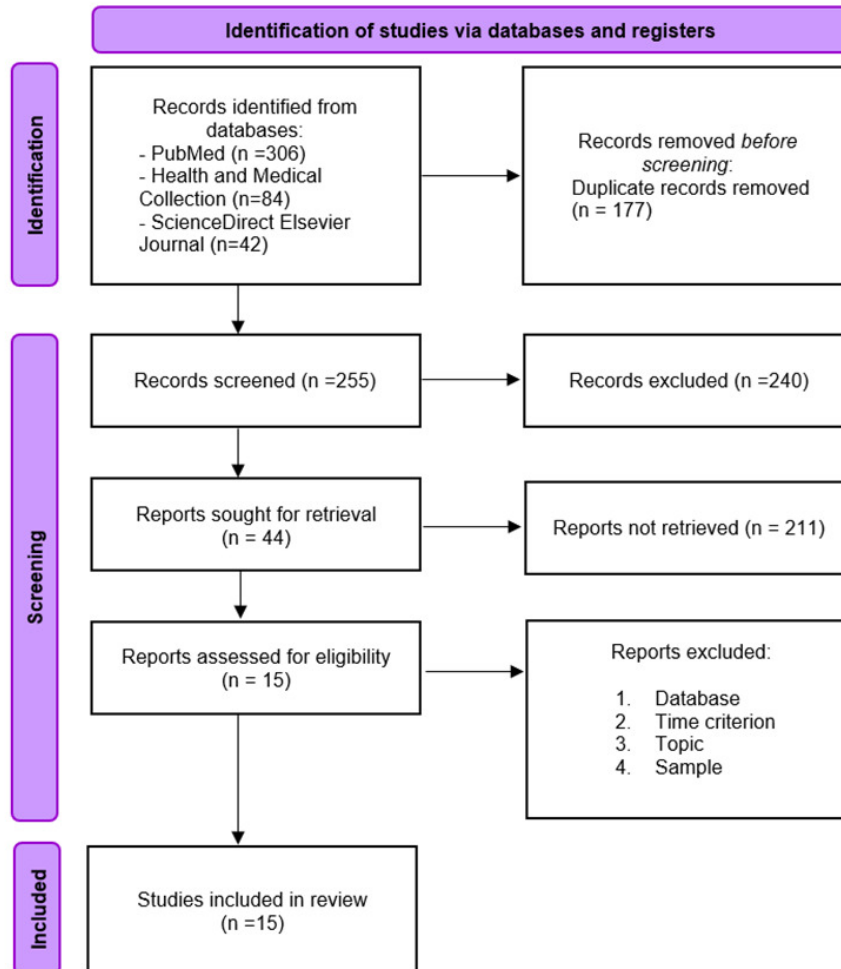 Identification of studies via databases and registers
Identification
Records identified from
databases:
- PubMed (n =306)
- Health and Medical
Collection (n=84)
- ScienceDirect Elsevier
Journal (n=42)
Records removed before
screening:
Duplicate records removed
(n = 177)
Screening
Records screened (n =255)
Records excluded (n =240)
Reports sought for retrieval
(n = 44)
Reports not retrieved (n = 211)
Reports assessed for eligibility
(n = 15)
Reports excluded:
1. Database
2. Time criterion
3. Topic
4. Sample
Included
Studies included in review
(n =15)